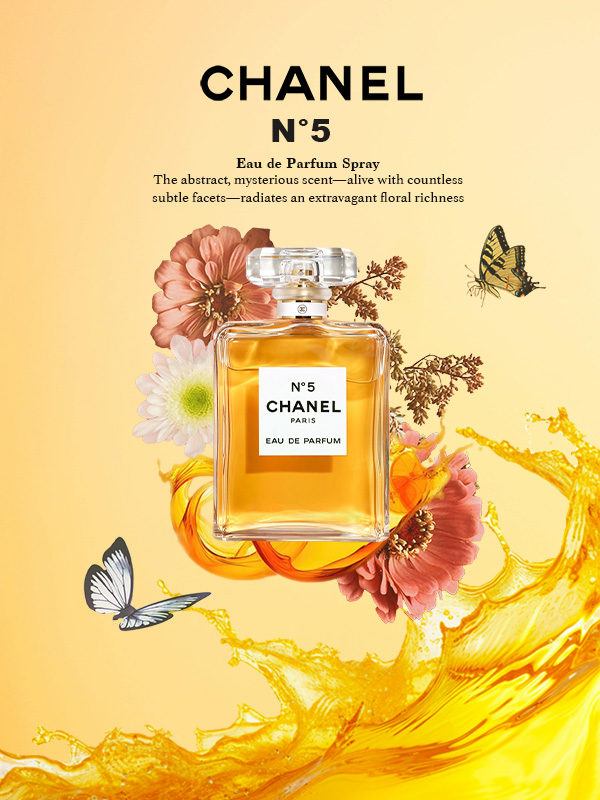 CHANEL
N°5
Eau de Parfum Spray
The abstract, mysterious scent—alive with countless
subtle facets—radiates an extravagant floral richness
N°5
CHANEL
PARIS
EAU DE PARFUM